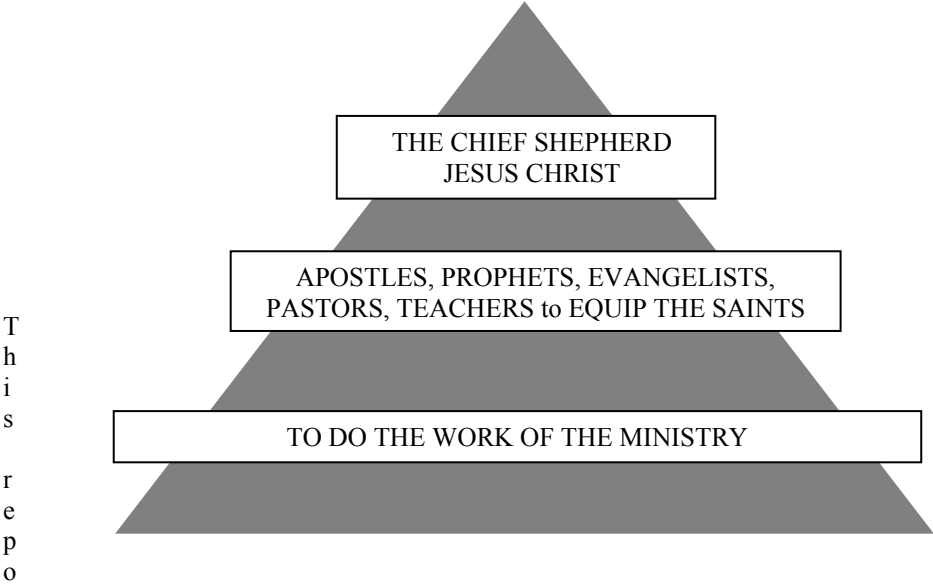 THE CHIEF SHEPHERD
JESUS CHRIST
APOSTLES, PROPHETS, EVANGELISTS,
PASTORS, TEACHERS to EQUIP THE SAINTS
TO DO THE WORK OF THE MINISTRY
T
h
i
s
r
e
p
o